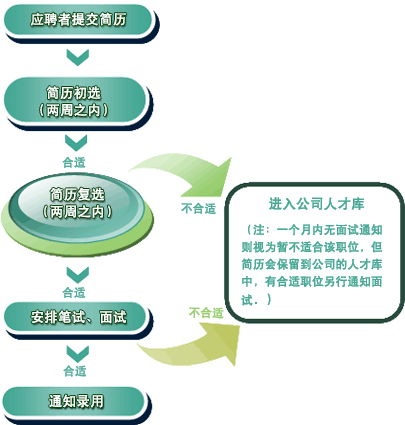 应聘者提交简历
简历初选
（两周之内）
合适
简历复选
（两周之内）
不合适
进入公司人才库
（注：一个月内无面试通知
则视为暂不适合该职位，但
简历会保留到公司的人才库
中，有合适职位另行通知面
试．）
合适
安排笔试、面试
不合适
合适
通知录用